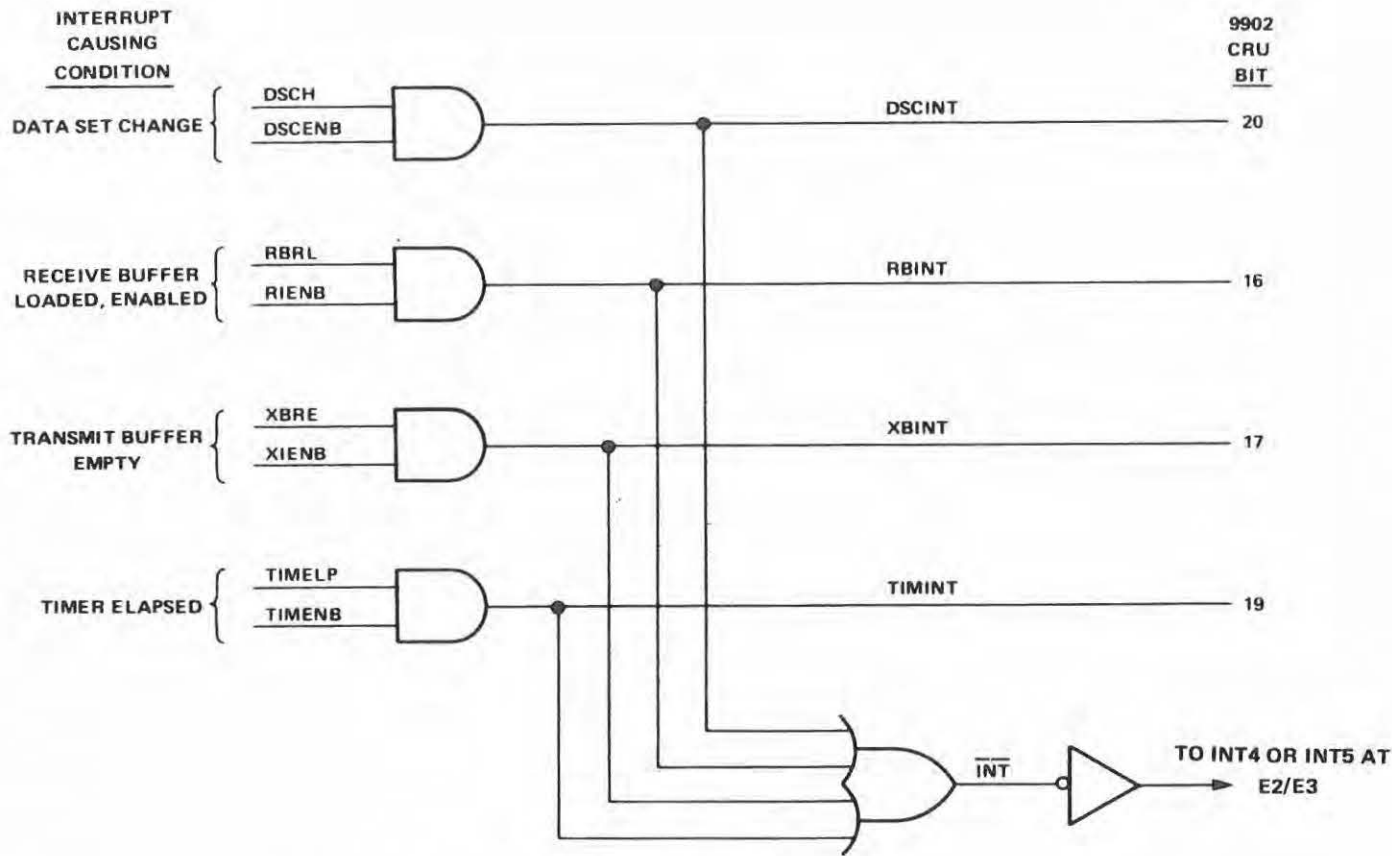 INTERRUPT
CAUSING
CONDITION
9902
CRU
BIT
DATA SET CHANGE
DSCH
DSCENB
DSCINT
20
RECEIVE BUFFER
LOADED, ENABLED
RBRL
RIENB
RBINT
16
TRANSMIT BUFFER
EMPTY
XBRE
XIENB
XBINT
17
TIMER ELAPSED
TIMELP
TIMENB
TIMINT
19
INT
TO INT4 OR INT5 AT
E2/E3